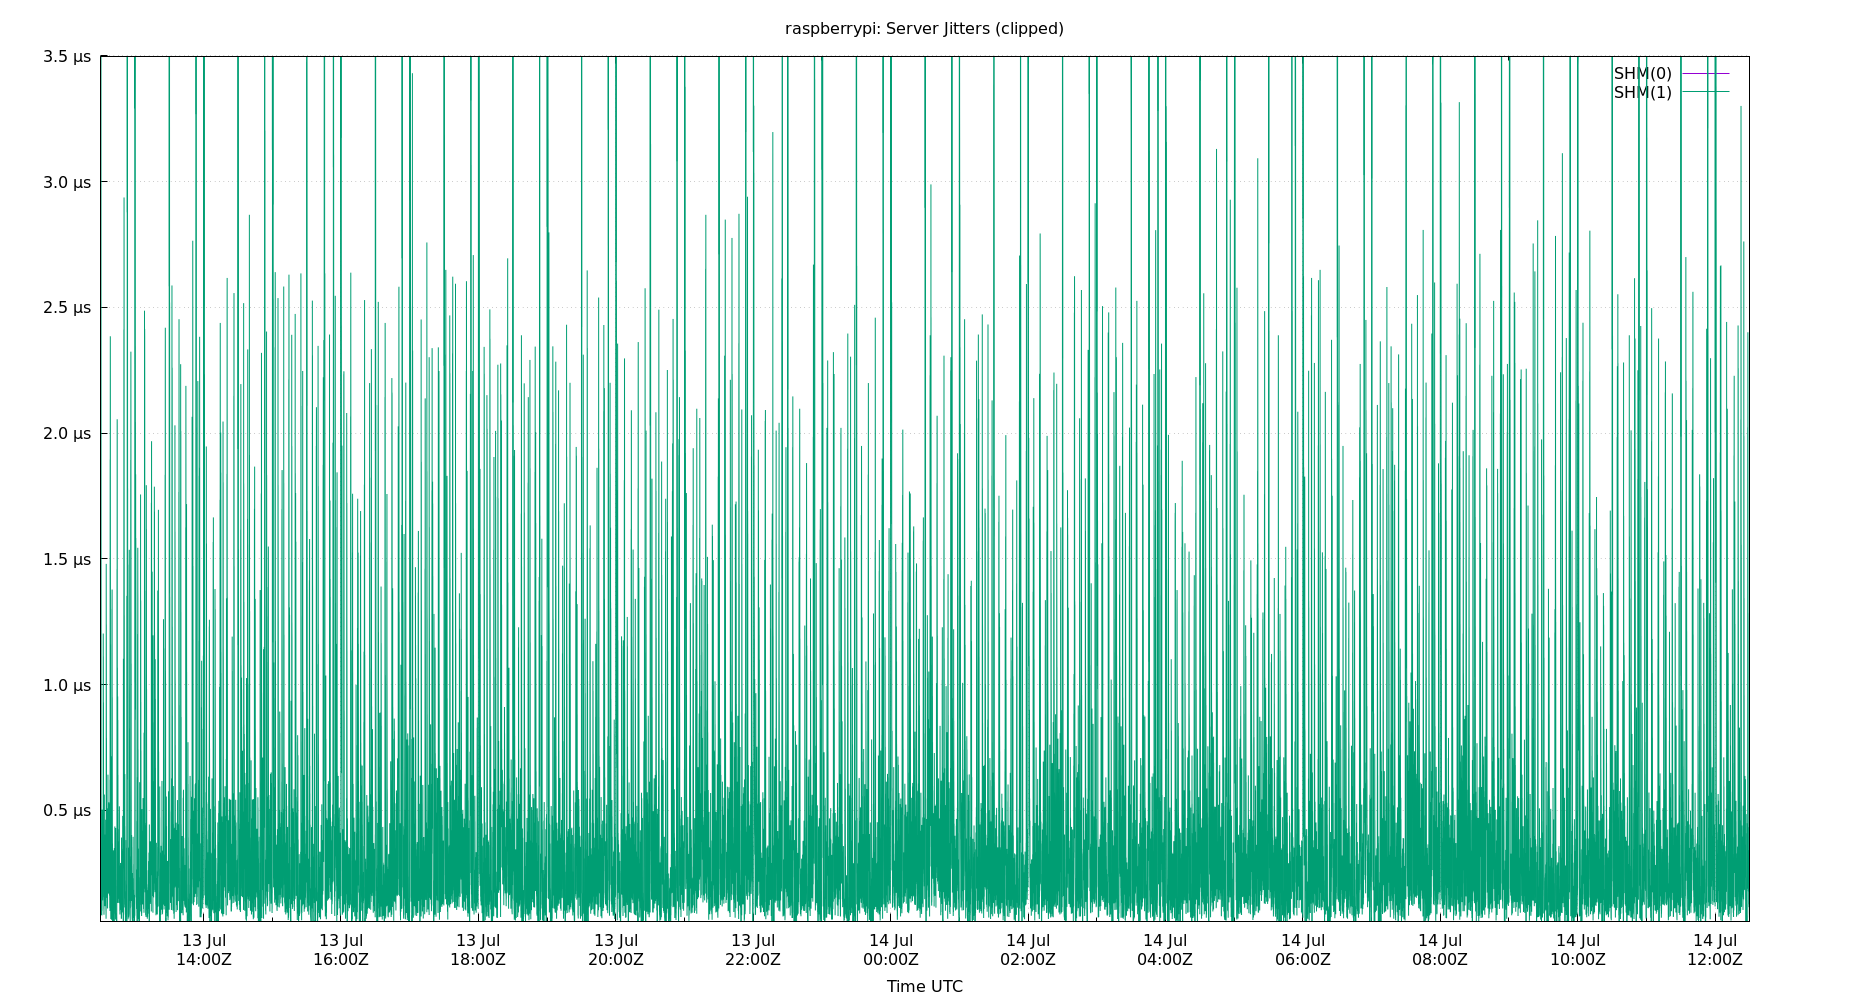 raspberrypi: Server Jitters (clipped)
3.5 µs
3.0 µs
2.5 µs
2.0 µs
1.5 µs
1.0 µs
0.5 µs
SHM(0)
SHM(1)
13 Jul 13 Jul 13 Jul 13 Jul 13 Jul 14 Jul 14 Jul 14 Jul 14 Jul 14 Jul 14 Jul 14 Jul
14:00Z 16:00Z 18:00Z 20:00Z 22:00Z 00:00Z 02:00Z 04:00Z 06:00Z 08:00Z 10:00Z 12:00Z
Time UTC